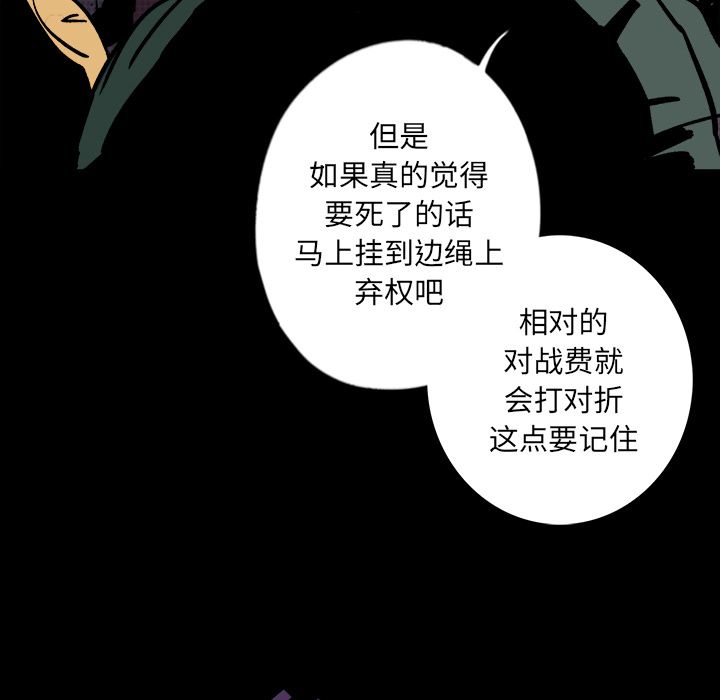 但是
如果真的觉得
要死了的话
马上挂到边绳上
弃权吧
相对的
对战费就
会打对折
这点要记住